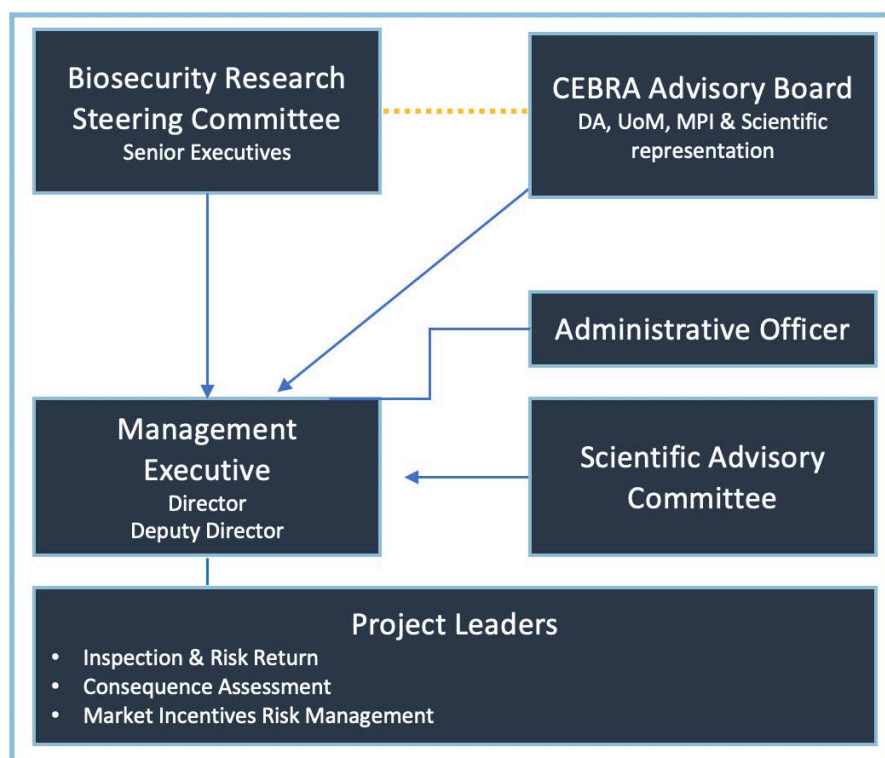 Biosecurity Research
Steering Committee
Senior Executives
CEBRA Advisory Board
DA, UoM, MPI & Scientific
representation
Administrative Officer
Management
Executive
Director
Deputy Director
Scientific Advisory
Committee
Project Leaders
• Inspection & Risk Return
• Consequence Assessment
• Market Incentives Risk Management